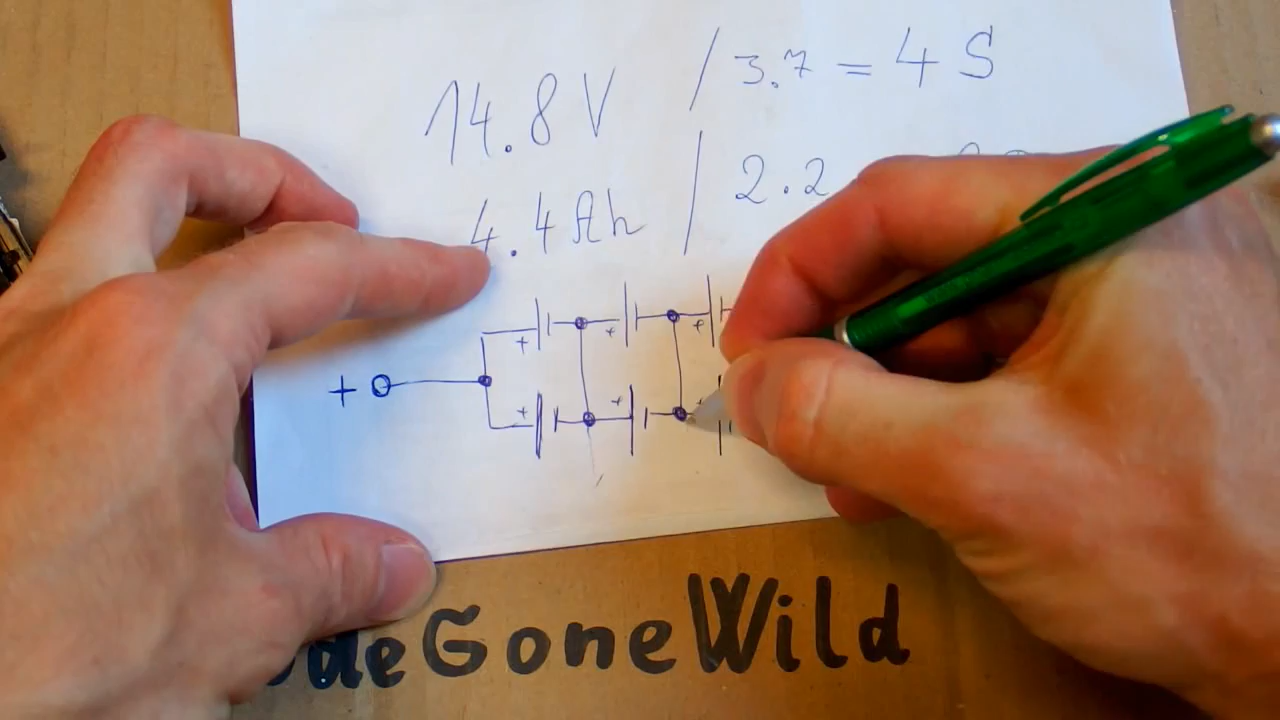 14.8 V / 3.7 = 4 S
4.4 Ah / 2.2
+
+ + +
+ +
deGoneWild